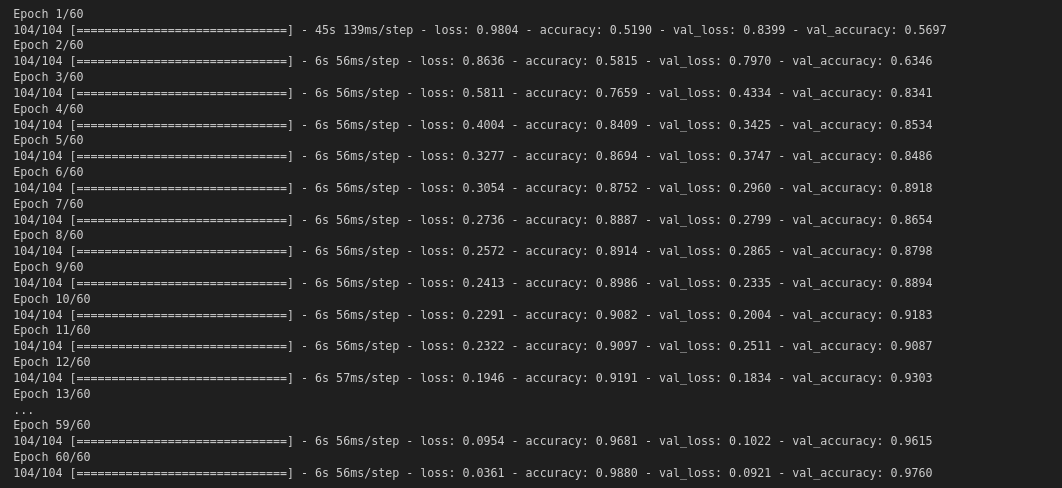 Epoch 1/60
104/104 [==============================] - 45s 139ms/step - loss: 0.9804 - accuracy: 0.5190 - val_loss: 0.8399 - val_accuracy: 0.5697
Epoch 2/60
104/104 [==============================] - 6s 56ms/step - loss: 0.8636 - accuracy: 0.5815 - val_loss: 0.7970 - val_accuracy: 0.6346
Epoch 3/60
104/104 [==============================] - 6s 56ms/step - loss: 0.5811 - accuracy: 0.7659 - val_loss: 0.4334 - val_accuracy: 0.8341
Epoch 4/60
104/104 [==============================] - 6s 56ms/step - loss: 0.4004 - accuracy: 0.8409 - val_loss: 0.3425 - val_accuracy: 0.8534
Epoch 5/60
104/104 [==============================] - 6s 56ms/step - loss: 0.3277 - accuracy: 0.8694 - val_loss: 0.3747 - val_accuracy: 0.8486
Epoch 6/60
104/104 [==============================] - 6s 56ms/step - loss: 0.3054 - accuracy: 0.8752 - val_loss: 0.2960 - val_accuracy: 0.8918
Epoch 7/60
104/104 [==============================] - 6s 56ms/step - loss: 0.2736 - accuracy: 0.8887 - val_loss: 0.2799 - val_accuracy: 0.8654
Epoch 8/60
104/104 [==============================] - 6s 56ms/step - loss: 0.2572 - accuracy: 0.8914 - val_loss: 0.2865 - val_accuracy: 0.8798
Epoch 9/60
104/104 [==============================] - 6s 56ms/step - loss: 0.2413 - accuracy: 0.8986 - val_loss: 0.2335 - val_accuracy: 0.8894
Epoch 10/60
104/104 [==============================] - 6s 56ms/step - loss: 0.2291 - accuracy: 0.9082 - val_loss: 0.2004 - val_accuracy: 0.9183
Epoch 11/60
104/104 [==============================] - 6s 56ms/step - loss: 0.2322 - accuracy: 0.9097 - val_loss: 0.2511 - val_accuracy: 0.9087
Epoch 12/60
104/104 [==============================] - 6s 57ms/step - loss: 0.1946 - accuracy: 0.9191 - val_loss: 0.1834 - val_accuracy: 0.9303
Epoch 13/60
...
Epoch 59/60
104/104 [==============================] - 6s 56ms/step - loss: 0.0954 - accuracy: 0.9681 - val_loss: 0.1022 - val_accuracy: 0.9615
Epoch 60/60
104/104 [==============================] - 6s 56ms/step - loss: 0.0361 - accuracy: 0.9880 - val_loss: 0.0921 - val_accuracy: 0.9760